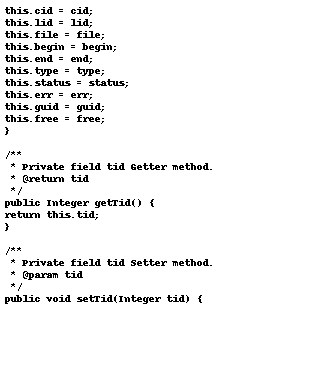 this.cid = cid;
this.lid = lid;
this.file = file;
this.begin = begin;
this.end = end;
this.type = type;
this.status = status;
this.err = err;
this.guid = guid;
this.free = free;
}

/**
 * Private field tid Getter method.
 * @return tid
 */
public Integer getTid() {
return this.tid;
}

/**
 * Private field tid Setter method.
 * @param tid
 */
public void setTid(Integer tid) {